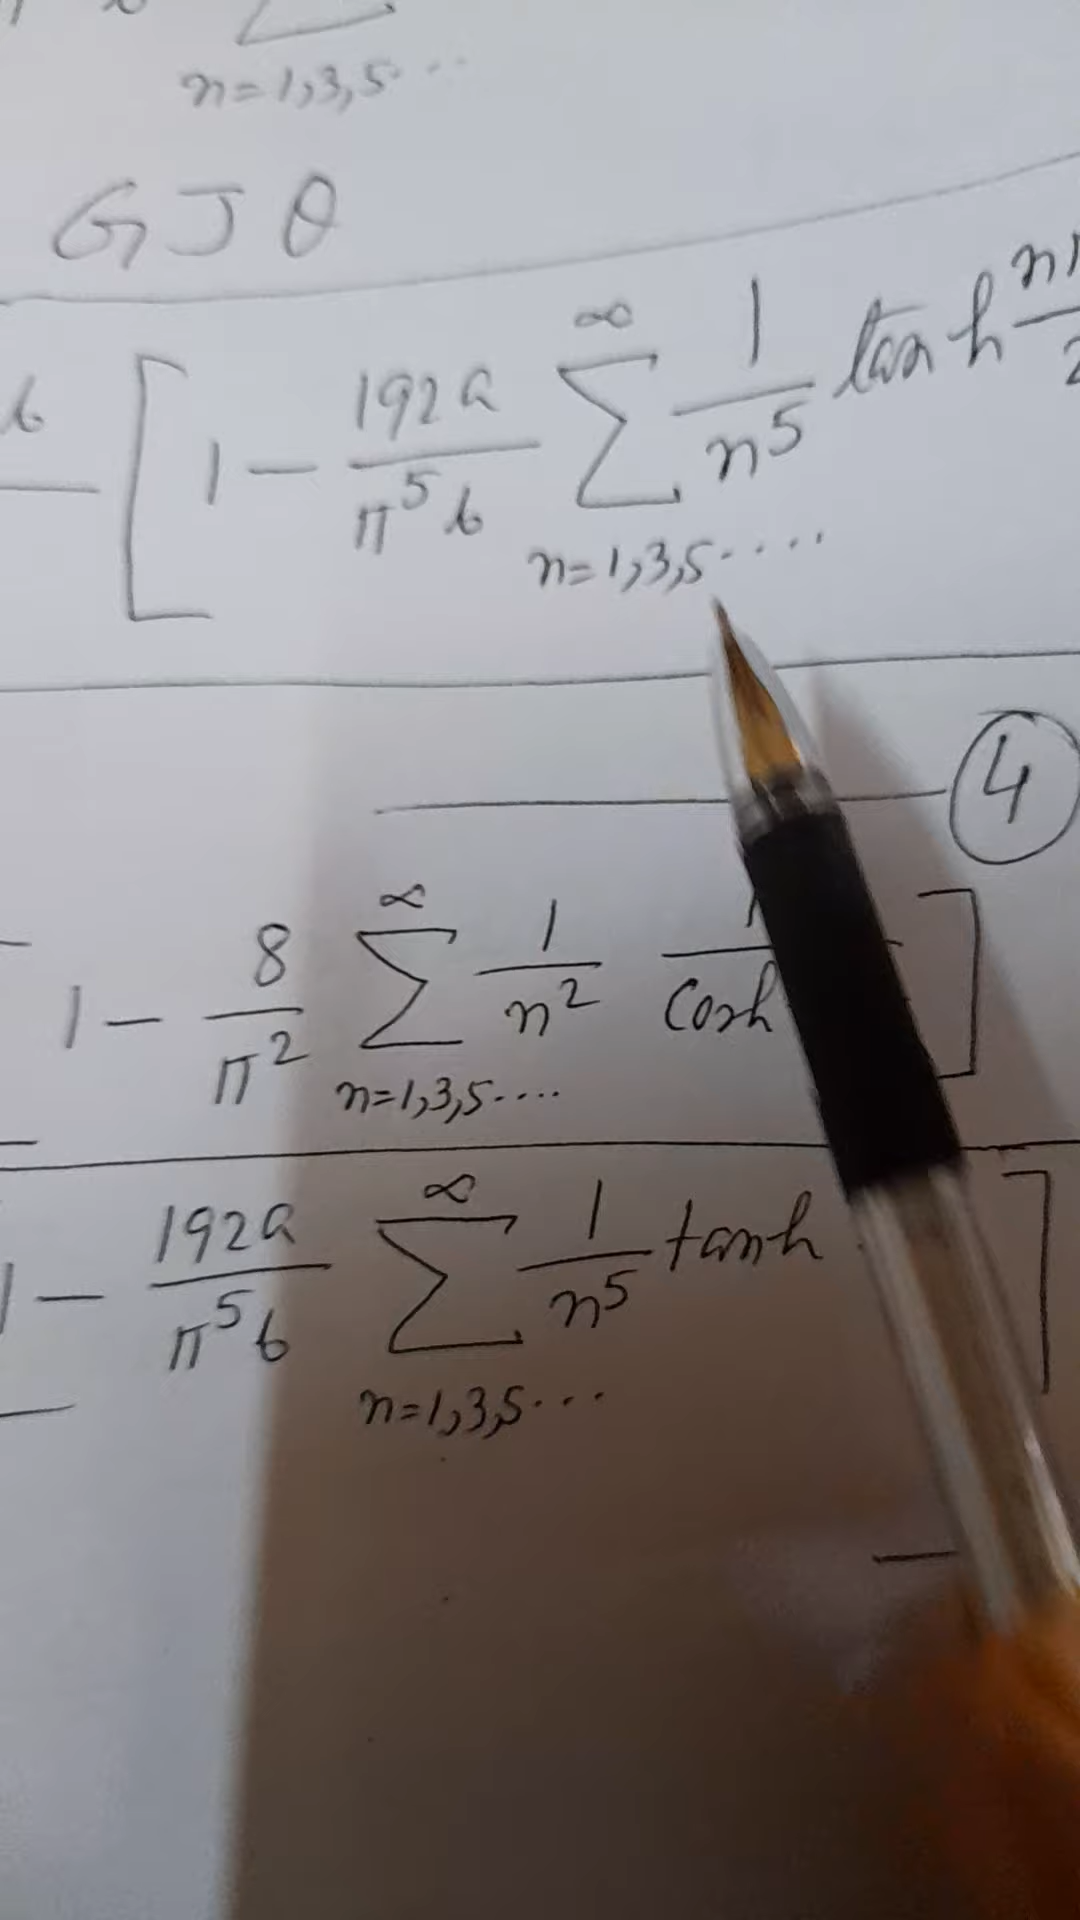 n=1,3,5...
GJθ
b [ 1 - 192a / π⁵b ∑ ∞ n=1,3,5.... 1/n⁵ tanh
4
1 - 8/π² ∑ ∞ n=1,3,5.... 1/n² 1/cosh ]
1 - 192a / π⁵b ∑ ∞ n=1,3,5... 1/n⁵ tanh ]